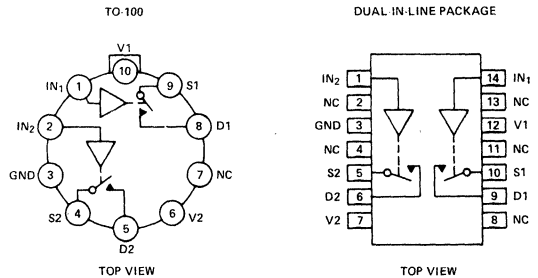 TO-100
V1
10
IN1
1
9
S1
IN2
2
8
D1
GND
3
7
NC
S2
4
5
D2
6
V2
TOP VIEW
DUAL-IN-LINE PACKAGE
IN2
1
14
IN1
NC
2
13
NC
GND
3
12
V1
NC
4
11
NC
S2
5
10
S1
D2
6
9
D1
V2
7
8
NC
TOP VIEW